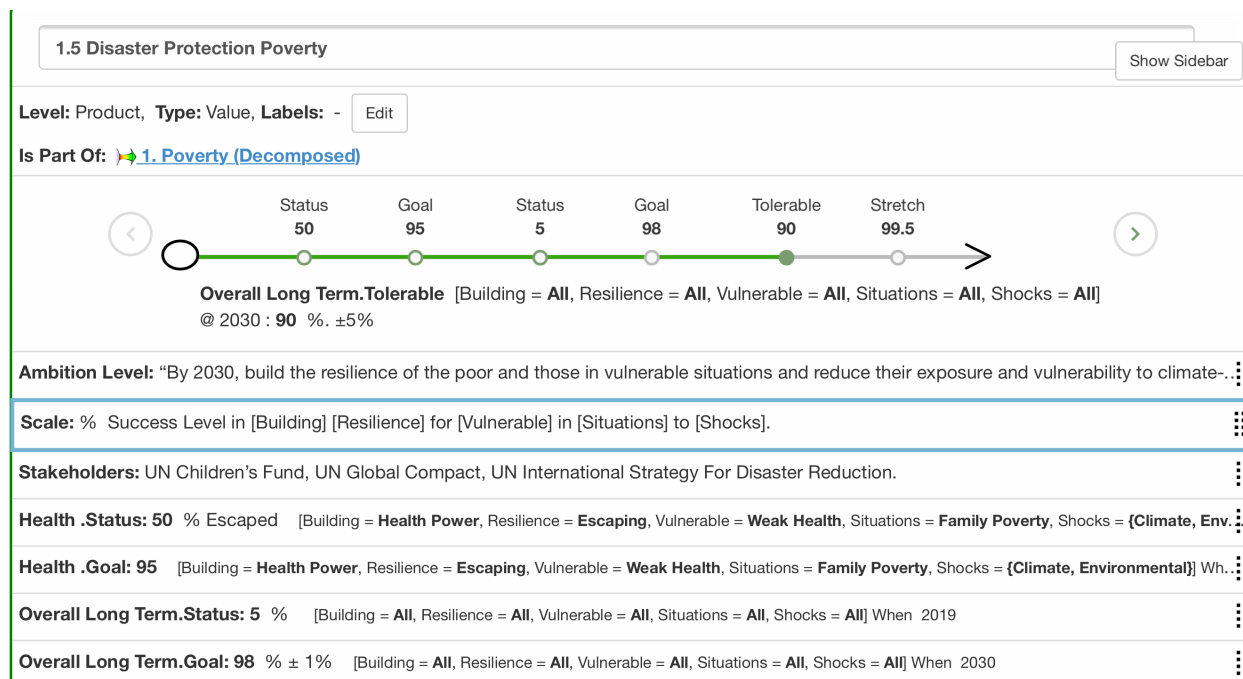 1.5 Disaster Protection Poverty
Show Sidebar
Level: Product, Type: Value, Labels: - Edit
Is Part Of: 1. Poverty (Decomposed)
Status Goal Status Goal Tolerable Stretch
50 95 5 98 90 99.5
Overall Long Term.Tolerable [Building = All, Resilience = All, Vulnerable = All, Situations = All, Shocks = All]
@ 2030 : 90 %. ±5%
Ambition Level: “By 2030, build the resilience of the poor and those in vulnerable situations and reduce their exposure and vulnerability to climate-..
Scale: % Success Level in [Building] [Resilience] for [Vulnerable] in [Situations] to [Shocks].
Stakeholders: UN Children’s Fund, UN Global Compact, UN International Strategy For Disaster Reduction.
Health .Status: 50 % Escaped [Building = Health Power, Resilience = Escaping, Vulnerable = Weak Health, Situations = Family Poverty, Shocks = {Climate, Env..
Health .Goal: 95 [Building = Health Power, Resilience = Escaping, Vulnerable = Weak Health, Situations = Family Poverty, Shocks = {Climate, Environmental}] Wh..
Overall Long Term.Status: 5 % [Building = All, Resilience = All, Vulnerable = All, Situations = All, Shocks = All] When 2019
Overall Long Term.Goal: 98 % ± 1% [Building = All, Resilience = All, Vulnerable = All, Situations = All, Shocks = All] When 2030